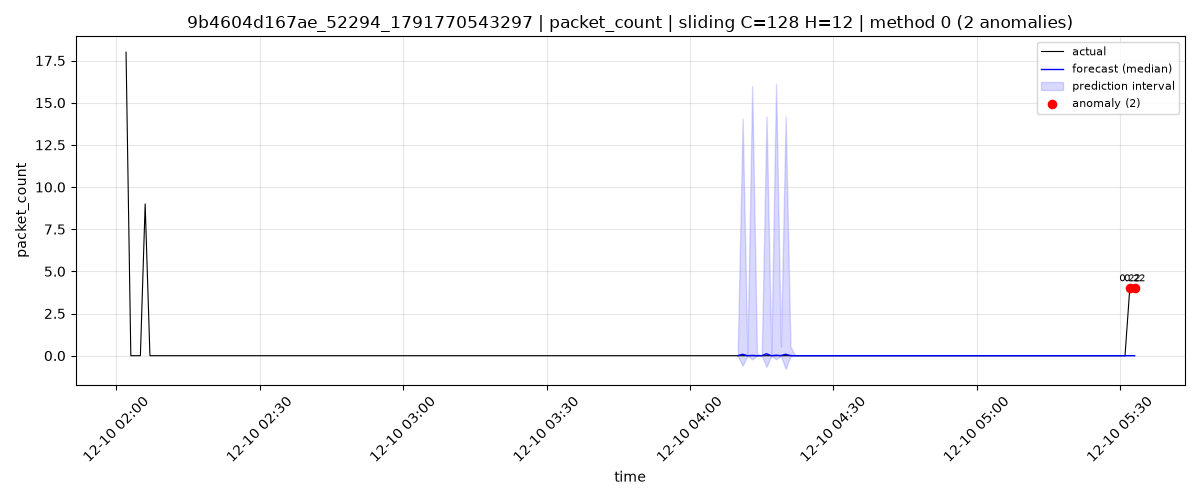 9b4604d167ae_52294_1791770543297 | packet_count | sliding C=128 H=12 | method 0 (2 anomalies)
actual
forecast (median)
prediction interval
anomaly (2)
packet_count
17.5
15.0
12.5
10.0
7.5
5.0
2.5
0.0
12-10 02:00
12-10 02:30
12-10 03:00
12-10 03:30
12-10 04:00
12-10 04:30
12-10 05:00
12-10 05:30
time